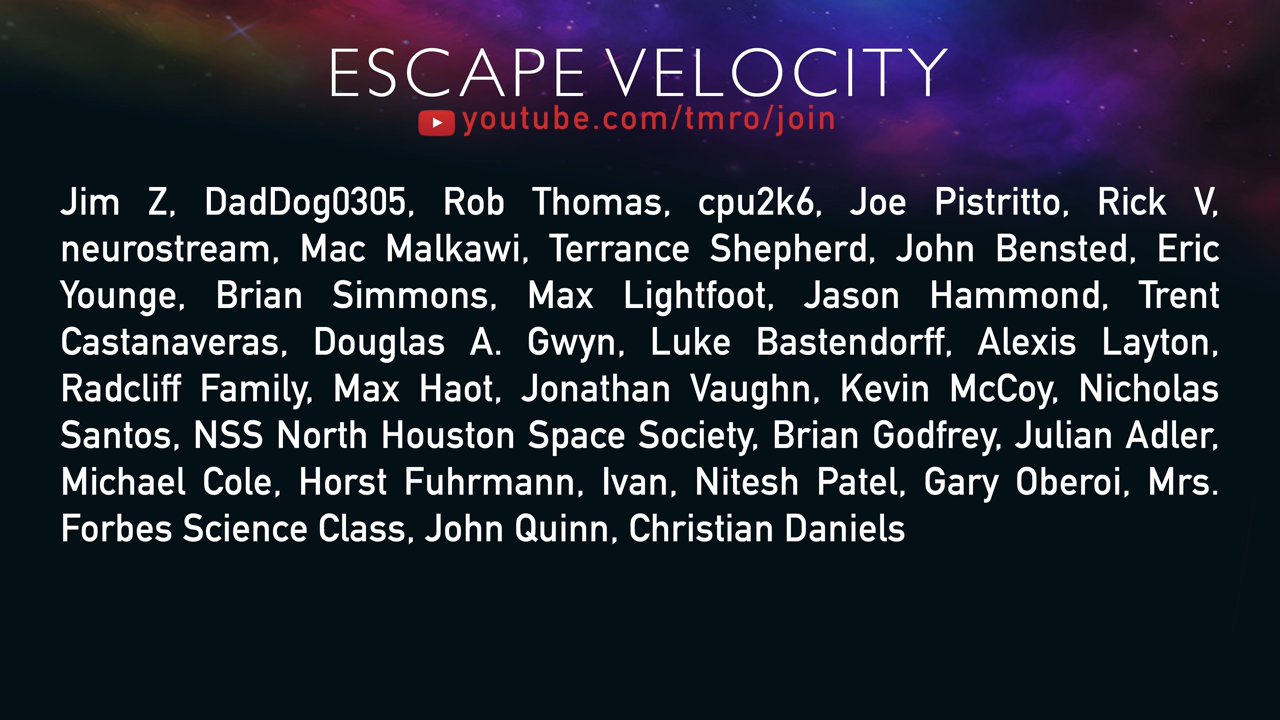 ESCAPE VELOCITY
youtube.com/tmro/join
Jim Z, DadDog0305, Rob Thomas, cpu2k6, Joe Pistritto, Rick V,
neurostream, Mac Malkawi, Terrance Shepherd, John Bensted, Eric
Younge, Brian Simmons, Max Lightfoot, Jason Hammond, Trent
Castanaveras, Douglas A. Gwyn, Luke Bastendorff, Alexis Layton,
Radcliff Family, Max Haot, Jonathan Vaughn, Kevin McCoy, Nicholas
Santos, NSS North Houston Space Society, Brian Godfrey, Julian Adler,
Michael Cole, Horst Fuhrmann, Ivan, Nitesh Patel, Gary Oberoi, Mrs.
Forbes Science Class, John Quinn, Christian Daniels